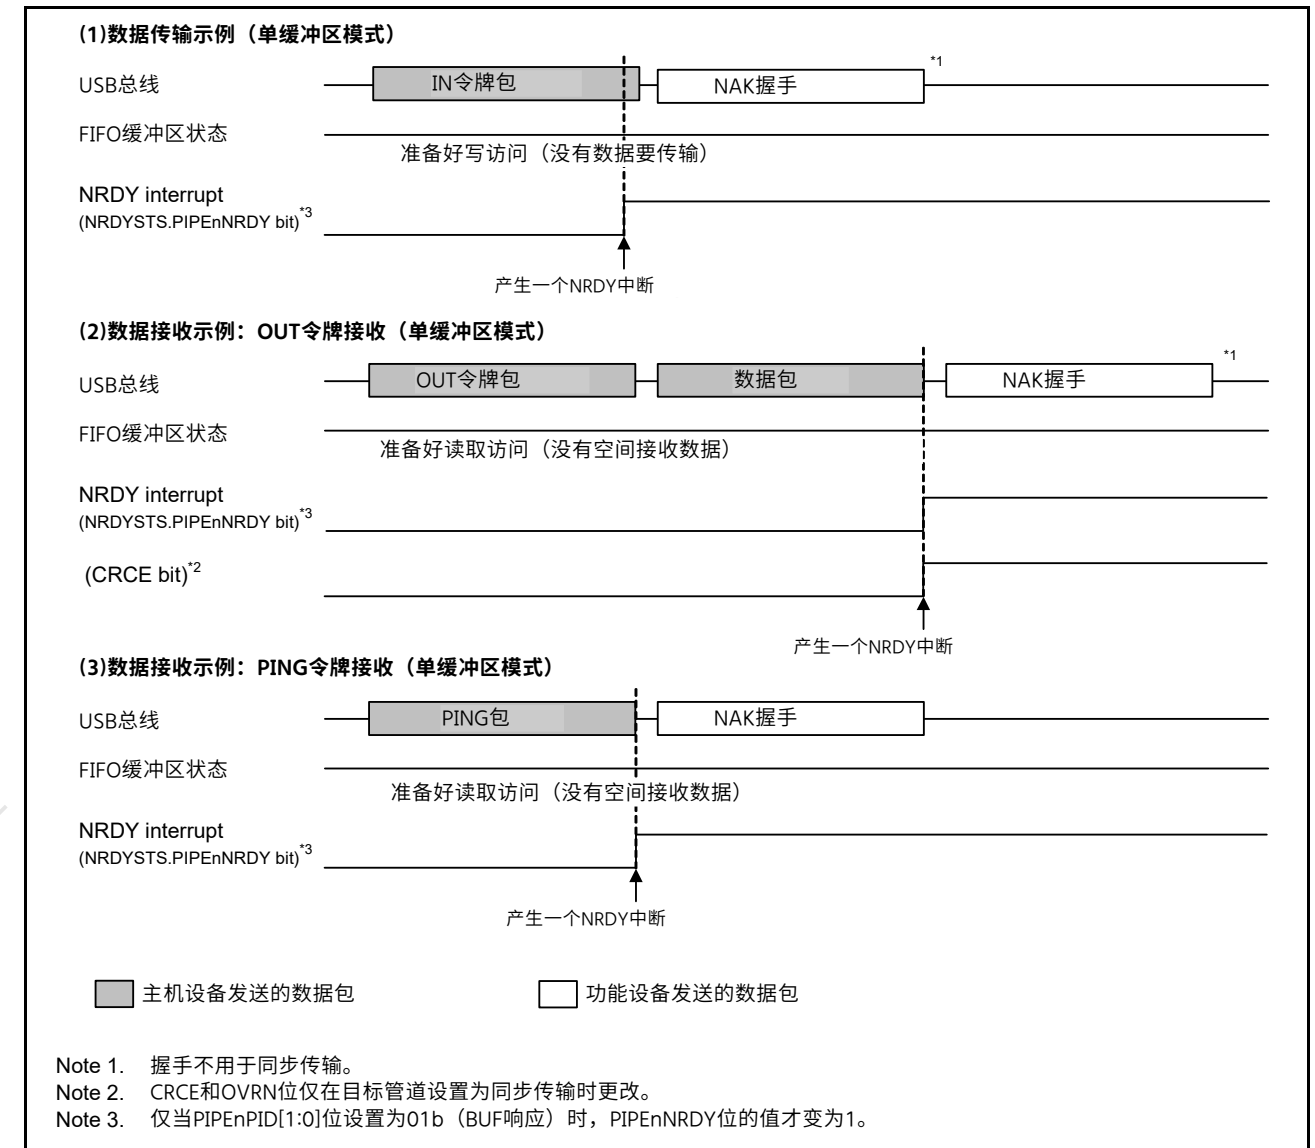 (1)数据传输示例（单缓冲区模式）
USB总线
IN令牌包
NAK握手
*1
FIFO缓冲区状态
准备好写访问（没有数据要传输）
NRDY interrupt
(NRDYSTS.PIPEnNRDY bit)*3
产生一个NRDY中断
(2)数据接收示例：OUT令牌接收（单缓冲区模式）
USB总线
OUT令牌包
数据包
NAK握手
*1
FIFO缓冲区状态
准备好读取访问（没有空间接收数据）
NRDY interrupt
(NRDYSTS.PIPEnNRDY bit)*3
(CRCE bit)*2
产生一个NRDY中断
(3)数据接收示例：PING令牌接收（单缓冲区模式）
USB总线
PING包
NAK握手
FIFO缓冲区状态
准备好读取访问（没有空间接收数据）
NRDY interrupt
(NRDYSTS.PIPEnNRDY bit)*3
产生一个NRDY中断
主机设备发送的数据包
功能设备发送的数据包
Note 1. 握手不用于同步传输。
Note 2. CRCE和OVRN位仅在目标管道设置为同步传输时更改。
Note 3. 仅当PIPEnPID[1:0]位设置为01b（BUF响应）时，PIPEnNRDY位的值才变为1。